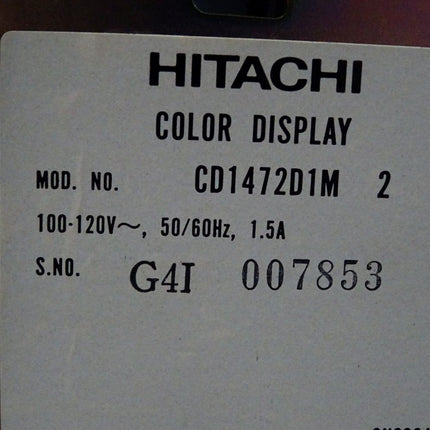 HITACHI
COLOR DISPLAY
MOD. NO. CD1472D1M 2
100-120V～, 50/60Hz, 1.5A
S.NO. G4I 007853